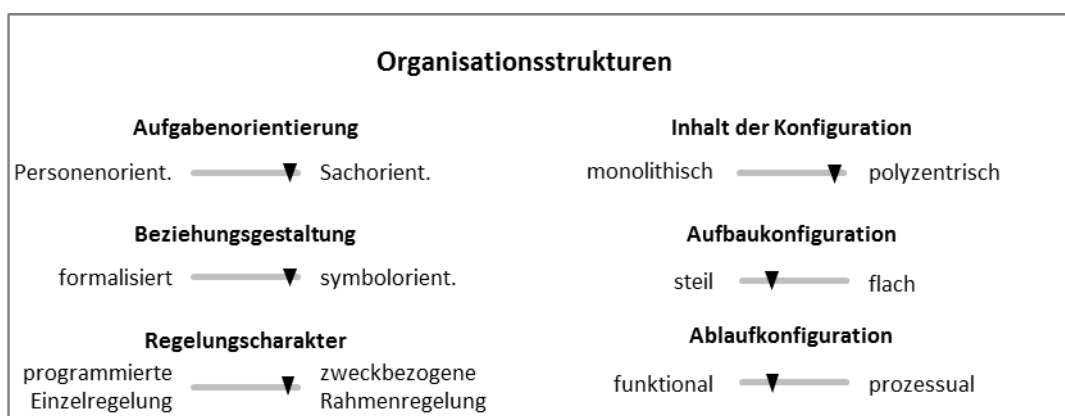 Organisationsstrukturen
Aufgabenorientierung
Personenorient.
Sachorient.
Beziehungsgestaltung
formalisiert
symbolorient.
Regelungscharakter
programmierte
Einzelregelung
zweckbezogene
Rahmenregelung
Inhalt der Konfiguration
monolithisch
polyzentrisch
Aufbaukonfiguration
steil
flach
Ablaufkonfiguration
funktional
prozessual